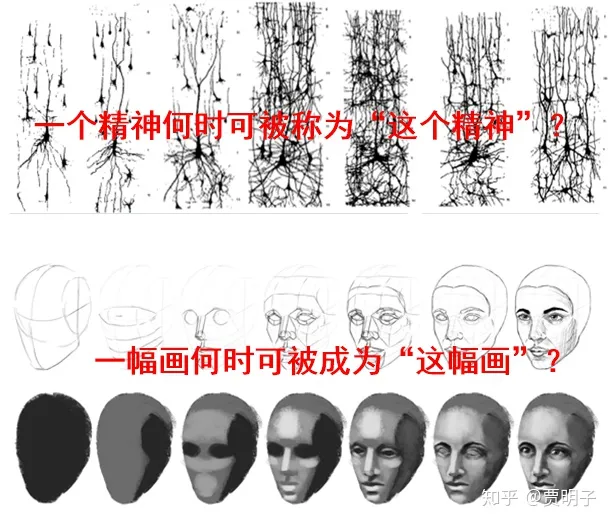 一个精神何时可被称为“这个精神”？
一幅画何时可被成为“这幅画”？
知乎 @贾明子